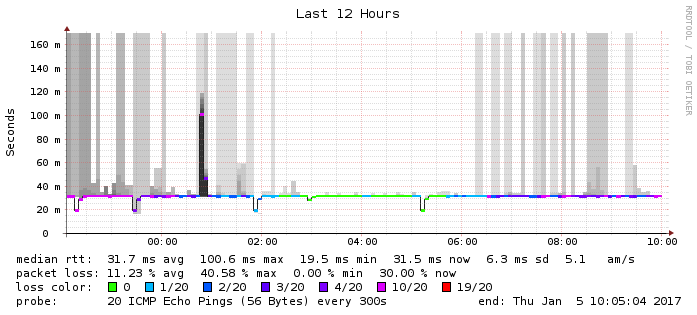 Last 12 Hours
RRDTOOL / TOBI OETIKER
Seconds
160 m
140 m
120 m
100 m
80 m
60 m
40 m
20 m
0
00:00 02:00 04:00 06:00 08:00 10:00
median rtt: 31.7 ms avg 100.6 ms max 19.5 ms min 31.5 ms now 6.3 ms sd 5.1 am/s
packet loss: 11.23 % avg 40.58 % max 0.00 % min 30.00 % now
loss color: 0 1/20 2/20 3/20 4/20 10/20 19/20
probe: 20 ICMP Echo Pings (56 Bytes) every 300s end: Thu Jan 5 10:05:04 2017